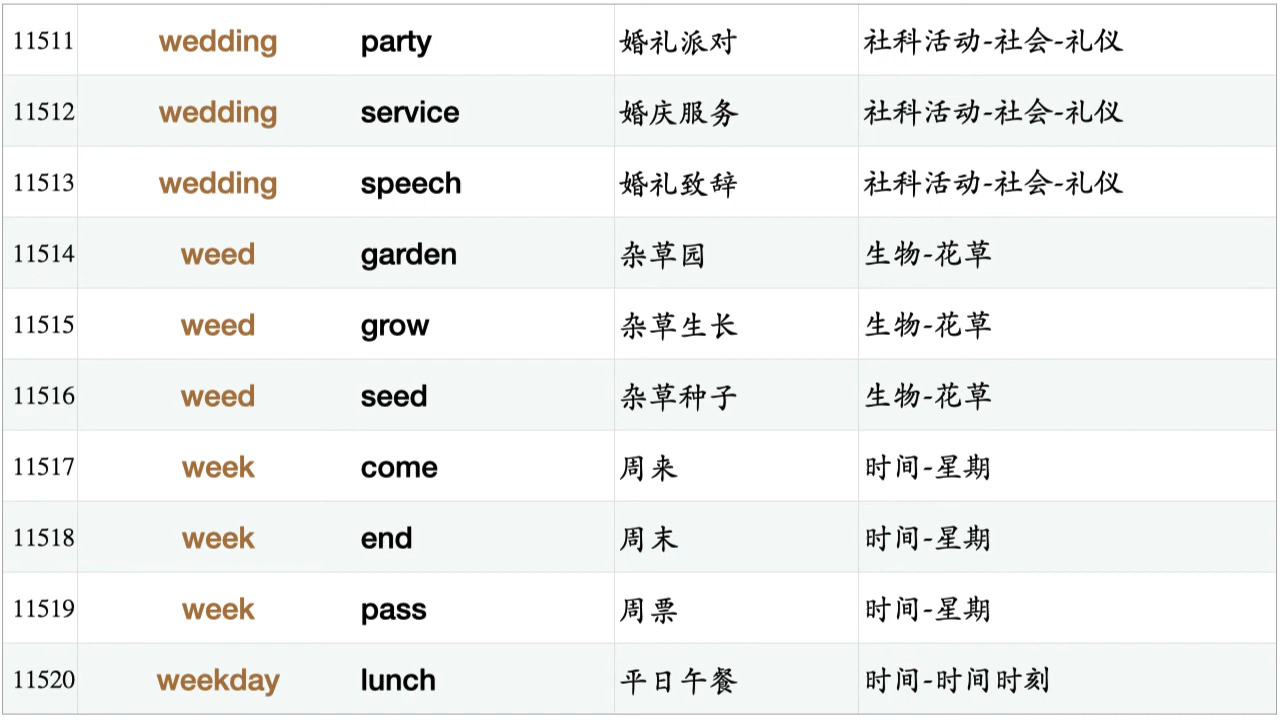 11511 wedding party 婚礼派对 社科活动-社会-礼仪
11512 wedding service 婚庆服务 社科活动-社会-礼仪
11513 wedding speech 婚礼致辞 社科活动-社会-礼仪
11514 weed garden 杂草园 生物-花草
11515 weed grow 杂草生长 生物-花草
11516 weed seed 杂草种子 生物-花草
11517 week come 周来 时间-星期
11518 week end 周末 时间-星期
11519 week pass 周票 时间-星期
11520 weekday lunch 平日午餐 时间-时间时刻